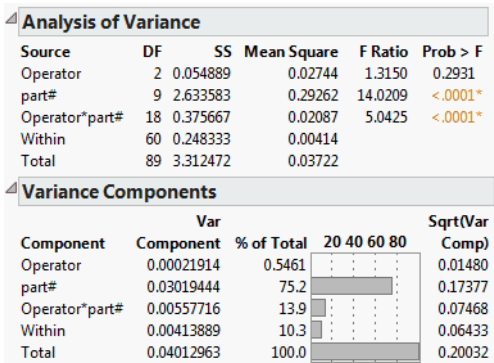 Analysis of Variance
Source DF SS Mean Square F Ratio Prob > F
Operator 2 0.054889 0.02744 1.3150 0.2931
part# 9 2.633583 0.29262 14.0209 <.0001*
Operator*part# 18 0.375667 0.02087 5.0425 <.0001*
Within 60 0.248333 0.00414
Total 89 3.312472 0.03722
Variance Components
Var Sqrt(Var
Component Component % of Total 20 40 60 80 Comp)
Operator 0.00021914 0.5461 0.01480
part# 0.03019444 75.2 0.17377
Operator*part# 0.00557716 13.9 0.07468
Within 0.00413889 10.3 0.06433
Total 0.04012963 100.0 0.20032